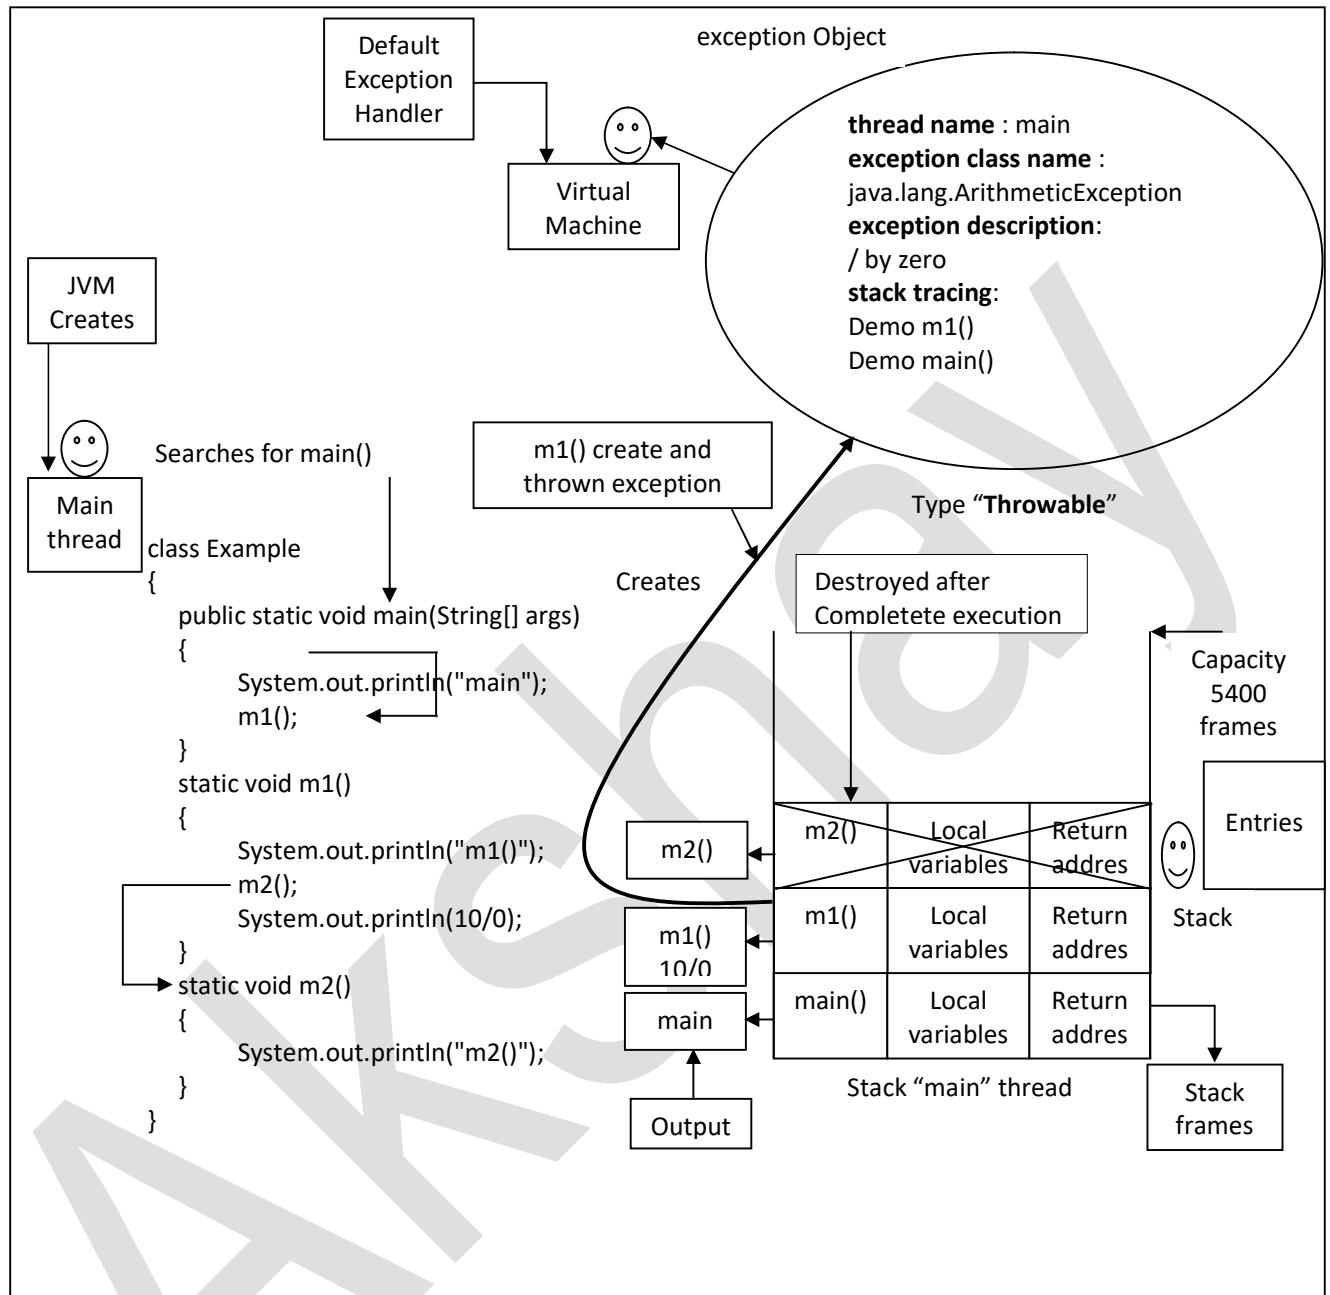 exception Object
Default
Exception
Handler
thread name : main
exception class name :
java.lang.ArithmeticException
exception description:
/ by zero
stack tracing:
Demo m1()
Demo main()
Virtual
Machine
JVM
Creates
Searches for main()
m1() create and
thrown exception
Main
thread
Type “Throwable”
class Example
{
public static void main(String[] args)
{
System.out.println("main");
m1();
}
static void m1()
{
System.out.println("m1()");
m2();
System.out.println(10/0);
}
static void m2()
{
System.out.println("m2()");
}
}
Creates
Destroyed after
Completete execution
Capacity
5400
frames
Entries
m2()
m2()
Local
variables
Return
addres
Stack
m1()
10/0
m1()
Local
variables
Return
addres
main
main()
Local
variables
Return
addres
Stack “main” thread
Output
Stack
frames
Akshay